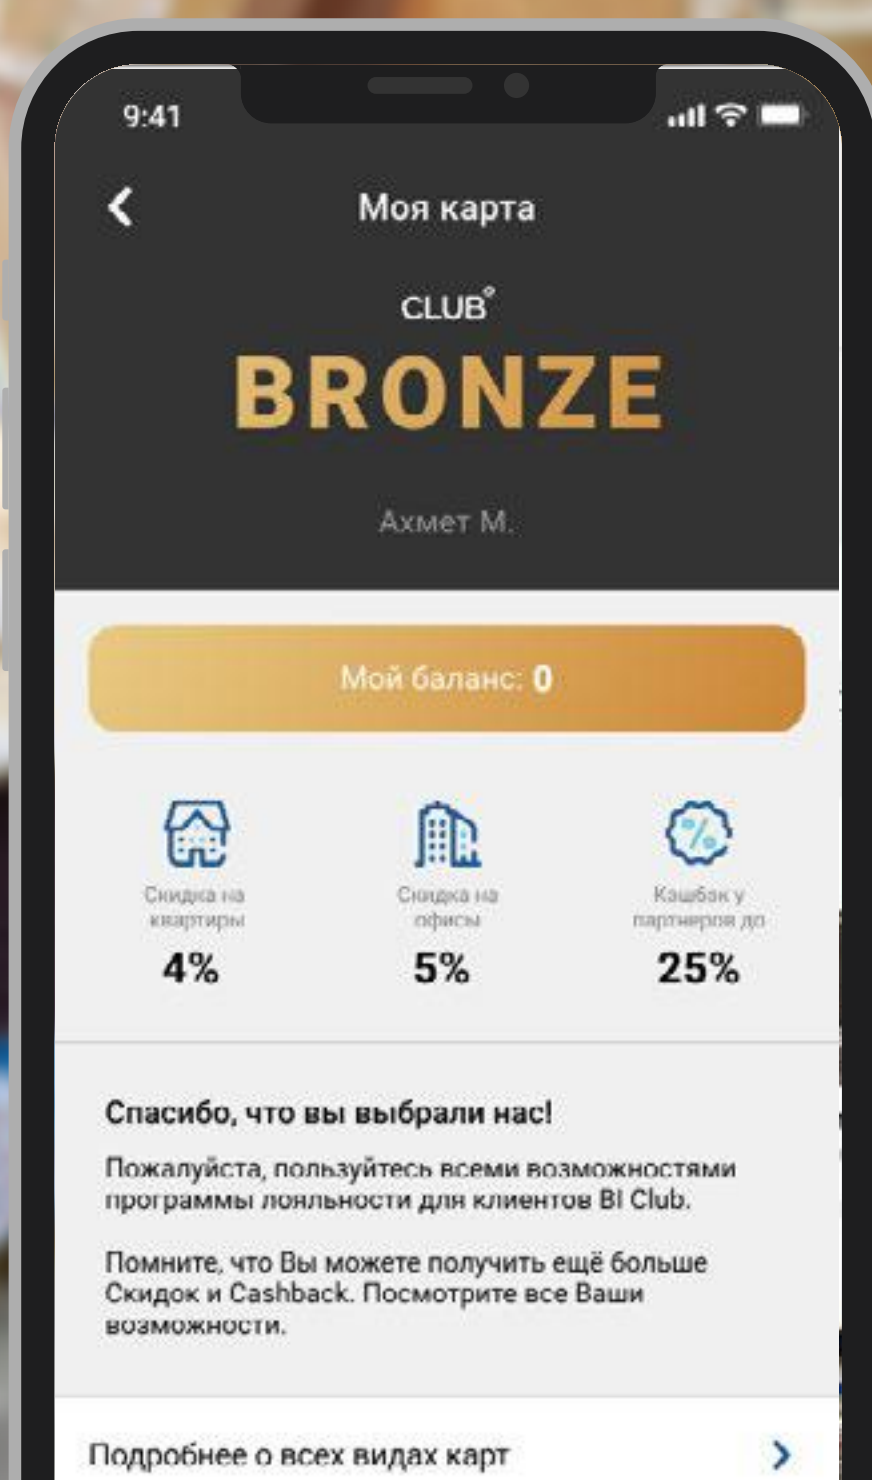 9:41
Моя карта
CLUB
BRONZE
Ахмет М.
Мой баланс: 0
Скидка на
квартиры
4%
Скидка на
офисы
5%
Кэшбэк у
партнеров до
25%
Спасибо, что вы выбрали нас!
Пожалуйста, пользуйтесь всеми возможностями
программы лояльности для клиентов BI Club.
Помните, что Вы можете получить ещё больше
Скидок и Cashback. Посмотрите все Ваши
возможности.
Подробнее о всех видах карт